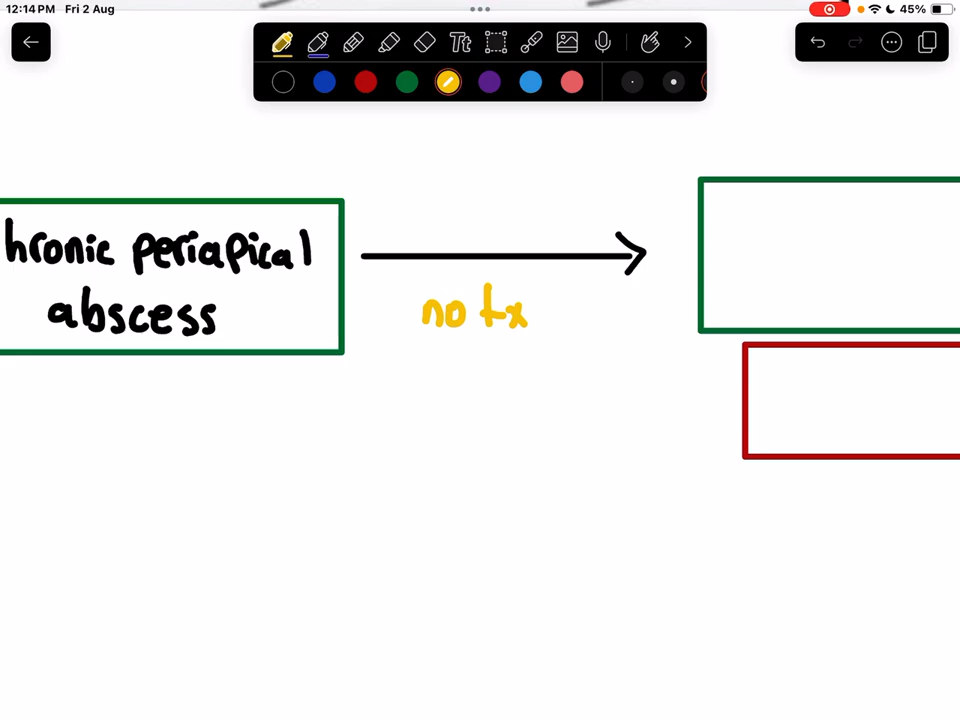 12:14 PM Fri 2 Aug
45%
Tt
hronic periapical
abscess
no tx